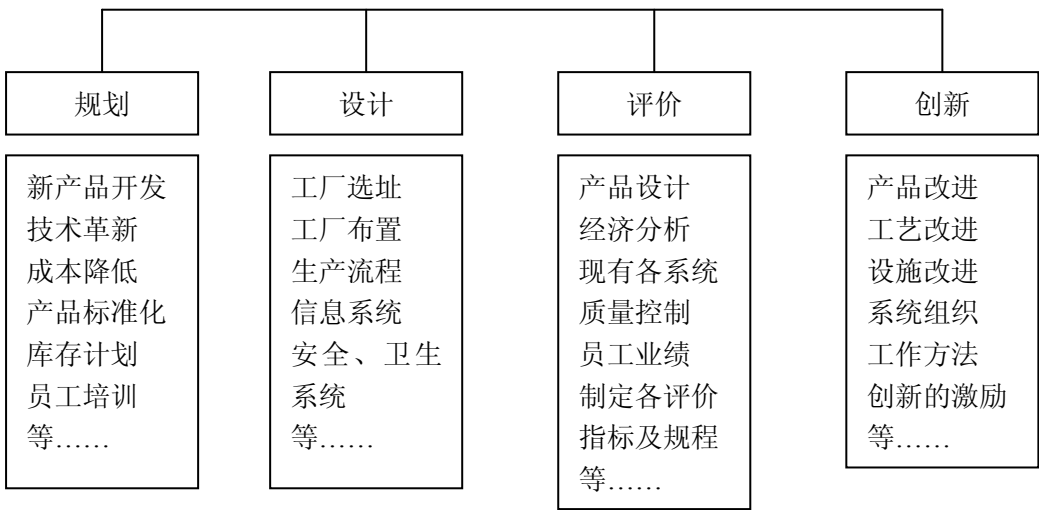 规划
设计
评价
创新
新产品开发
技术革新
成本降低
产品标准化
库存计划
员工培训
等……
工厂选址
工厂布置
生产流程
信息系统
安全、卫生
系统
等……
产品设计
经济分析
现有各系统
质量控制
员工业绩
制定各评价
指标及规程
等……
产品改进
工艺改进
设施改进
系统组织
工作方法
创新的激励
等……